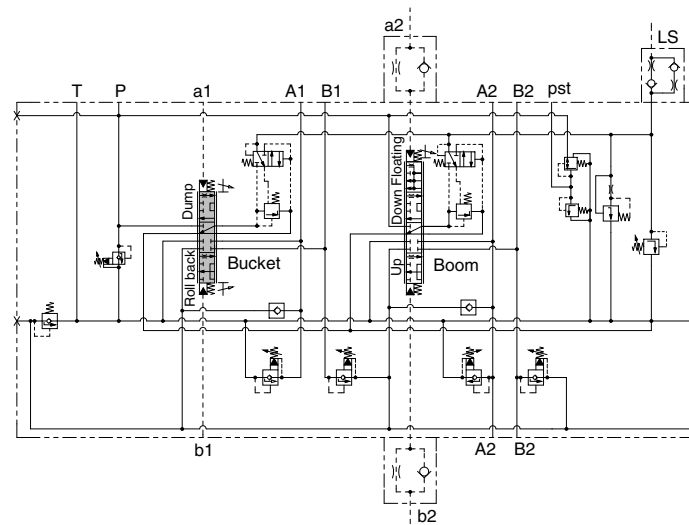 a2
LS
T P a1 A1 B1 A2 B2 pst
Dump
Roll back
Bucket
Down Floating
Up
Boom
b1 A2 B2
b2